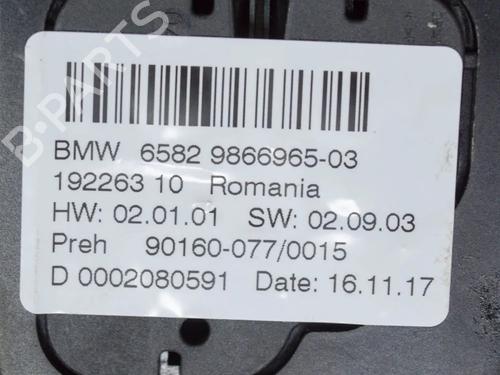 B-PARTS
BMW 6582 9866965-03
192263 10 Romania
HW: 02.01.01 SW: 02.09.03
Preh 90160-077/0015
D 0002080591 Date: 16.11.17